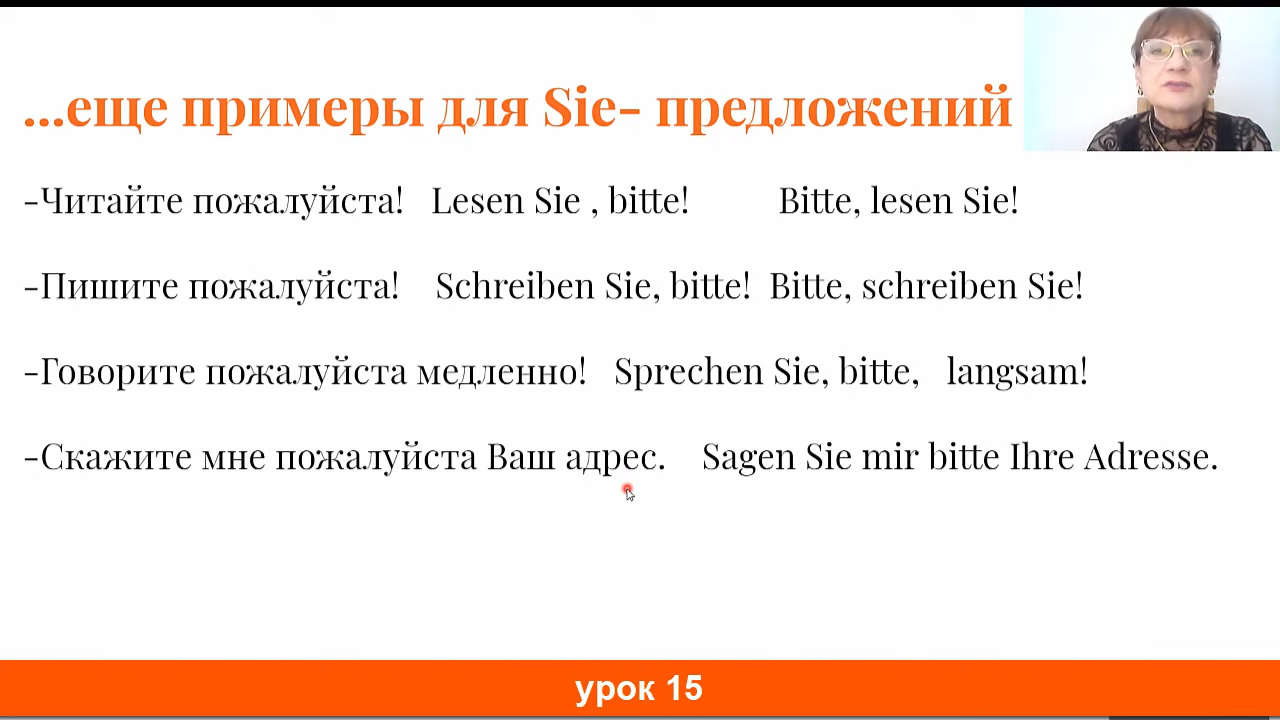 ...еще примеры для Sie- предложений
-Читайте пожалуйста! Lesen Sie , bitte! Bitte, lesen Sie!
-Пишите пожалуйста! Schreiben Sie, bitte! Bitte, schreiben Sie!
-Говорите пожалуйста медленно! Sprechen Sie, bitte, langsam!
-Скажите мне пожалуйста Ваш адрес. Sagen Sie mir bitte Ihre Adresse.
урок 15